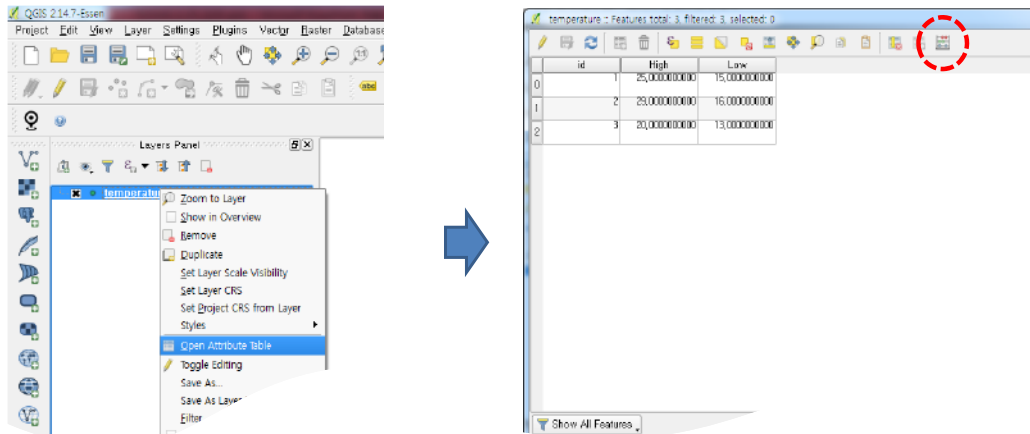 QGIS 2.14.7-Essen
Project Edit View Layer Settings Plugins Vector Raster Database
abc
Layers Panel
temperatur
Zoom to Layer
Show in Overview
Remove
Duplicate
Set Layer Scale Visibility
Set Layer CRS
Set Project CRS from Layer
Styles
Open Attribute Table
Toggle Editing
Save As...
Save As Layer
Filter
temperature :: Features total: 3, filtered: 3, selected: 0
id High Low
0 1 25,0000000000 15,0000000000
1 2 29,0000000000 16,0000000000
2 3 20,0000000000 13,0000000000
Show All Features